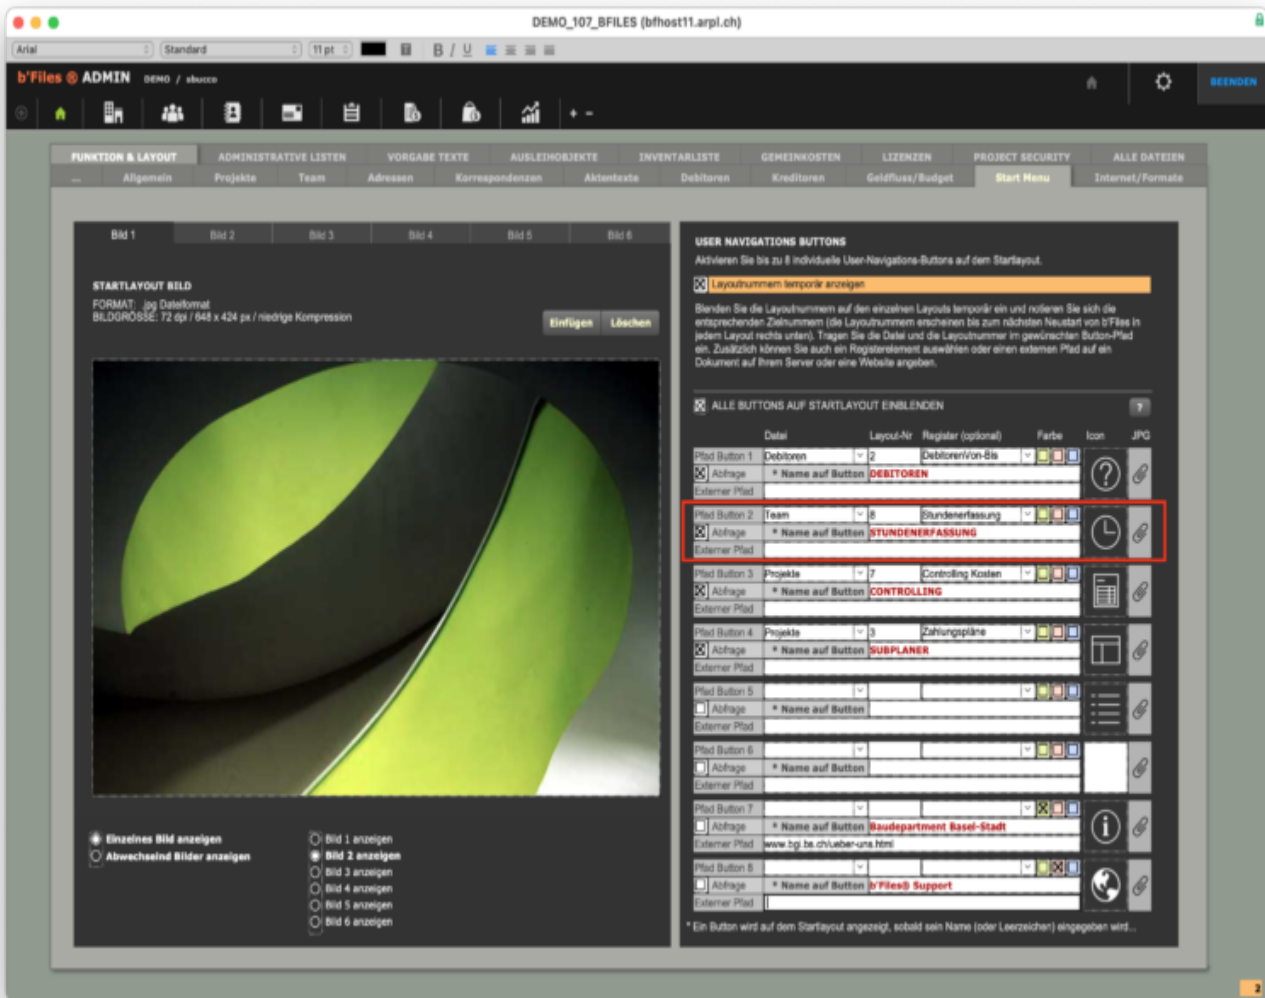 DEMO_107_BFILES (bfhost11.arpl.ch)
Arial Standard 11 pt B I U
b'Files ® ADMIN DEMO / sbucco
BEENDEN
+ -
FUNKTION & LAYOUT ADMINISTRATIVE LISTEN VORGABE TEXTE AUSLEIHOBJEKTE INVENTARLISTE GEMEINKOSTEN LIZENZEN PROJECT SECURITY ALLE DATEIEN
... Allgemein Projekte Team Adressen Korrespondenzen Aktentexte Debitoren Kreditoren Geldfluss/Budget Start Menu Internet/Formate
Bild 1 Bild 2 Bild 3 Bild 4 Bild 5 Bild 6
STARTLAYOUT BILD
FORMAT: .jpg Dateiformat
BILDGRÖSSE: 72 dpi / 648 x 424 px / niedrige Kompression
Einfügen Löschen
Einzelnes Bild anzeigen
Abwechselnd Bilder anzeigen
Bild 1 anzeigen
Bild 2 anzeigen
Bild 3 anzeigen
Bild 4 anzeigen
Bild 5 anzeigen
Bild 6 anzeigen
USER NAVIGATIONS BUTTONS
Aktivieren Sie bis zu 8 individuelle User-Navigations-Buttons auf dem Startlayout.
Layoutnummern temporär anzeigen
Blenden Sie die Layoutnummern auf den einzelnen Layouts temporär ein und notieren Sie sich die
entsprechenden Zielnummern (die Layoutnummern erscheinen bis zum nächsten Neustart von b'Files in
jedem Layout rechts unten). Tragen Sie die Datei und die Layoutnummer im gewünschten Button-Pfad
ein. Zusätzlich können Sie auch ein Registerelement auswählen oder einen externen Pfad auf ein
Dokument auf Ihrem Server oder eine Website angeben.
ALLE BUTTONS AUF STARTLAYOUT EINBLENDEN ?
Datei Layout-Nr Register (optional) Farbe Icon JPG
Pfad Button 1 Debitoren 2 DebitorenVon-Bis
Abfrage * Name auf Button DEBITOREN
Externer Pfad
Pfad Button 2 Team 8 Stundenerfassung
Abfrage * Name auf Button STUNDENERFASSUNG
Externer Pfad
Pfad Button 3 Projekte 7 Controlling Kosten
Abfrage * Name auf Button CONTROLLING
Externer Pfad
Pfad Button 4 Projekte 3 Zahlungspläne
Abfrage * Name auf Button SUBPLANER
Externer Pfad
Pfad Button 5
Abfrage * Name auf Button
Externer Pfad
Pfad Button 6
Abfrage * Name auf Button
Externer Pfad
Pfad Button 7
Abfrage * Name auf Button Baudepartment Basel-Stadt
Externer Pfad www.bgi.bs.ch/ueber-uns.html
Pfad Button 8
Abfrage * Name auf Button b'Files® Support
Externer Pfad
* Ein Button wird auf dem Startlayout angezeigt, sobald sein Name (oder Leerzeichen) eingegeben wird...
2